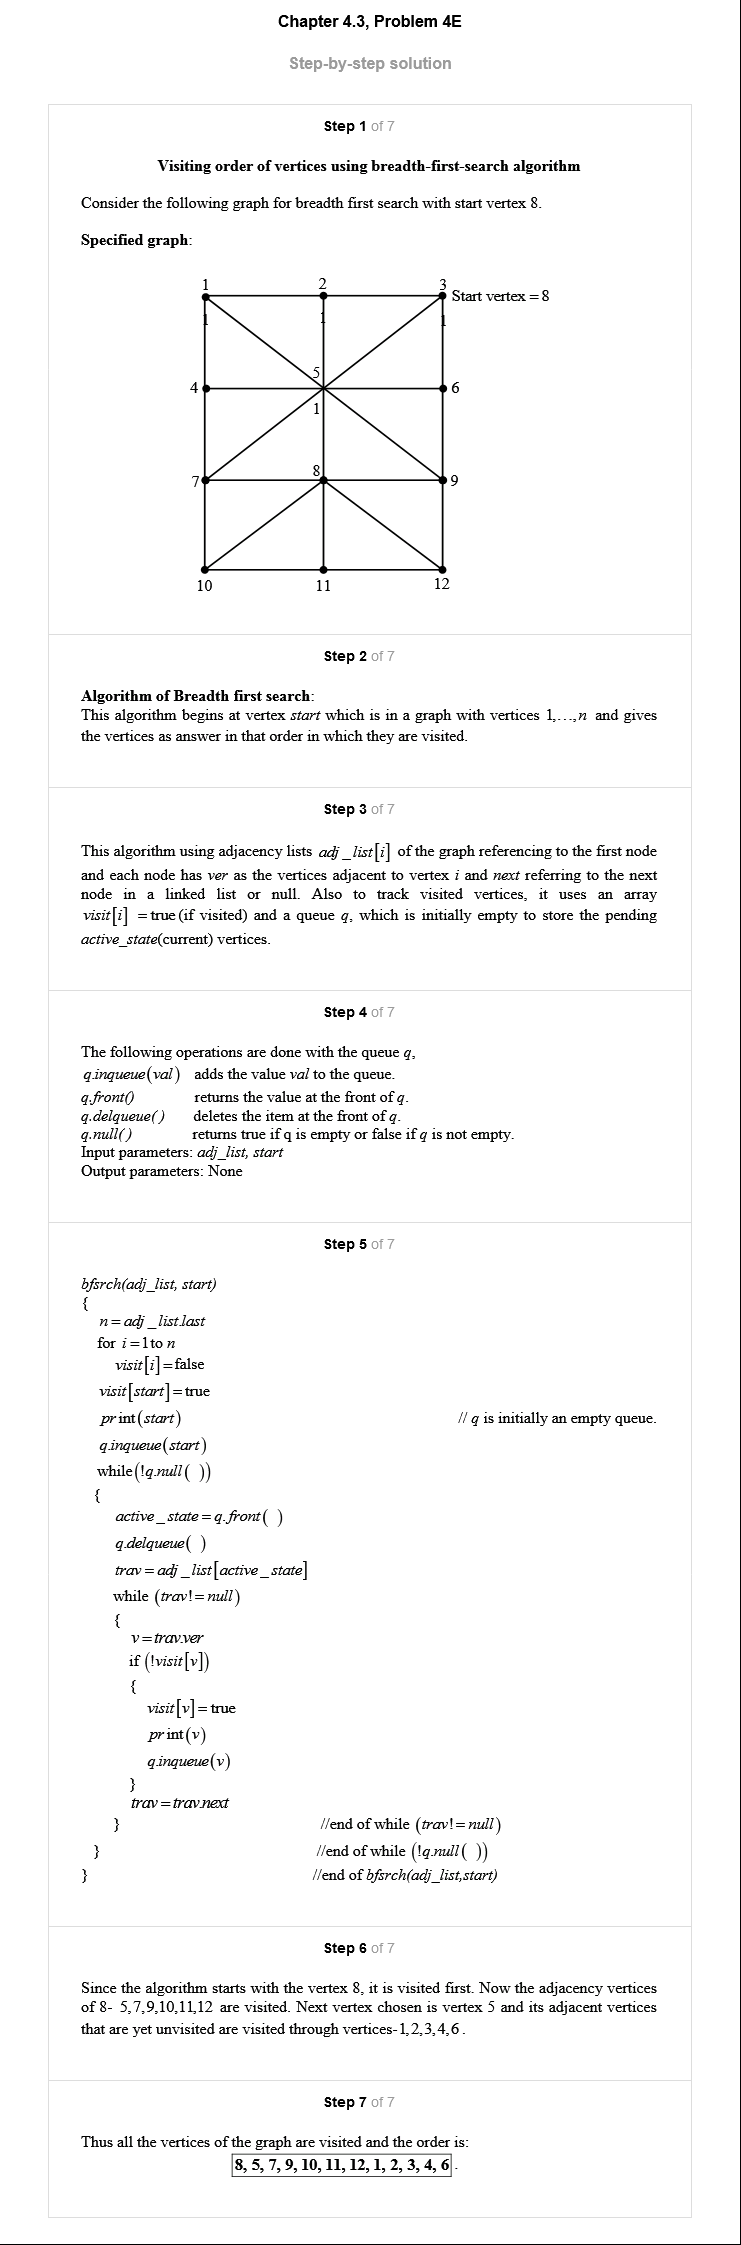 Chapter 4.3, Problem 4E
Step-by-step solution
Step 1 of 7
Visiting order of vertices using breadth-first-search algorithm
Consider the following graph for breadth first search with start vertex 8.
Specified graph:
1 2 3 Start vertex = 8
1 1 1
5
4 6
1
8
7 9
10 11 12
Step 2 of 7
Algorithm of Breadth first search:
This algorithm begins at vertex start which is in a graph with vertices 1,…,n and gives
the vertices as answer in that order in which they are visited.
Step 3 of 7
This algorithm using adjacency lists adj_list[i] of the graph referencing to the first node
and each node has ver as the vertices adjacent to vertex i and next referring to the next
node in a linked list or null. Also to track visited vertices, it uses an array
visit[i] = true (if visited) and a queue q, which is initially empty to store the pending
active_state(current) vertices.
Step 4 of 7
The following operations are done with the queue q,
q.inqueue(val) adds the value val to the queue.
q.front() returns the value at the front of q.
q.delqueue() deletes the item at the front of q.
q.null() returns true if q is empty or false if q is not empty.
Input parameters: adj_list, start
Output parameters: None
Step 5 of 7
bfsrch(adj_list, start)
{
n = adj_list.last
for i = 1 to n
visit[i] = false
visit[start] = true
print(start) // q is initially an empty queue.
q.inqueue(start)
while(!q.null( ))
{
active_state = q.front( )
q.delqueue( )
trav = adj_list[active_state]
while (trav != null)
{
v = trav.ver
if (!visit[v])
{
visit[v] = true
print(v)
q.inqueue(v)
}
trav = trav.next
} //end of while (trav != null)
} //end of while (!q.null( ))
} //end of bfsrch(adj_list,start)
Step 6 of 7
Since the algorithm starts with the vertex 8, it is visited first. Now the adjacency vertices
of 8- 5,7,9,10,11,12 are visited. Next vertex chosen is vertex 5 and its adjacent vertices
that are yet unvisited are visited through vertices-1,2,3,4,6.
Step 7 of 7
Thus all the vertices of the graph are visited and the order is:
8, 5, 7, 9, 10, 11, 12, 1, 2, 3, 4, 6.